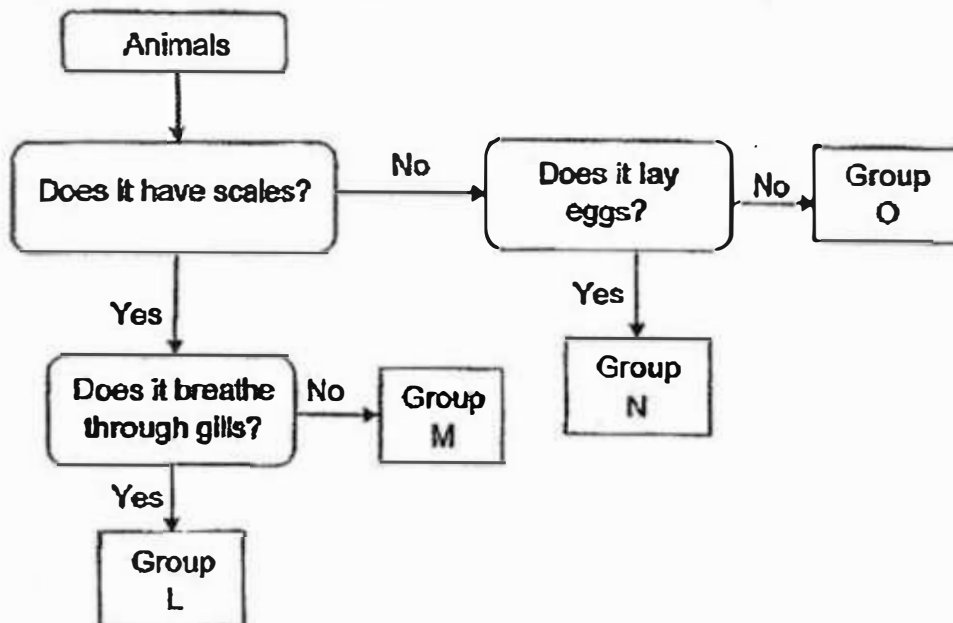 Animals
Does it have scales?
No
Does it lay
eggs?
No
Group
O
Yes
Yes
Does it breathe
through gills?
No
Group
M
Group
N
Yes
Group
L